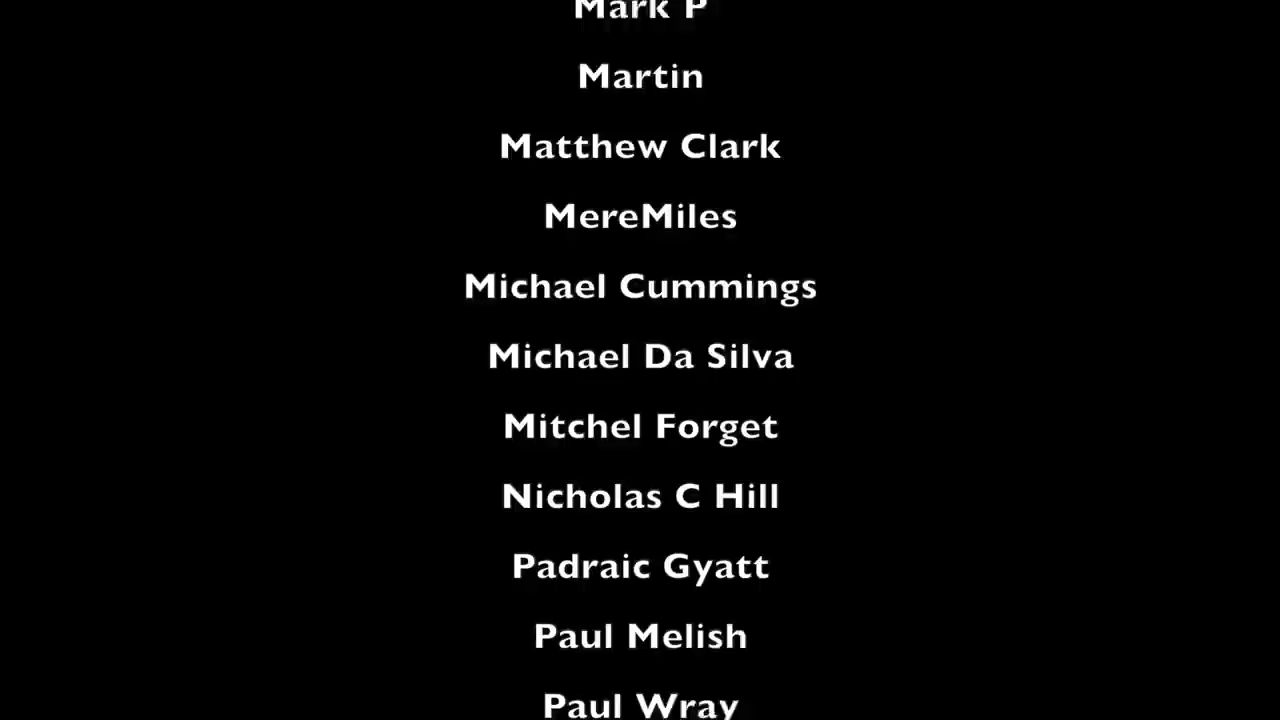 Mark P
Martin
Matthew Clark
MereMiles
Michael Cummings
Michael Da Silva
Mitchel Forget
Nicholas C Hill
Padraic Gyatt
Paul Melish
Paul Wray